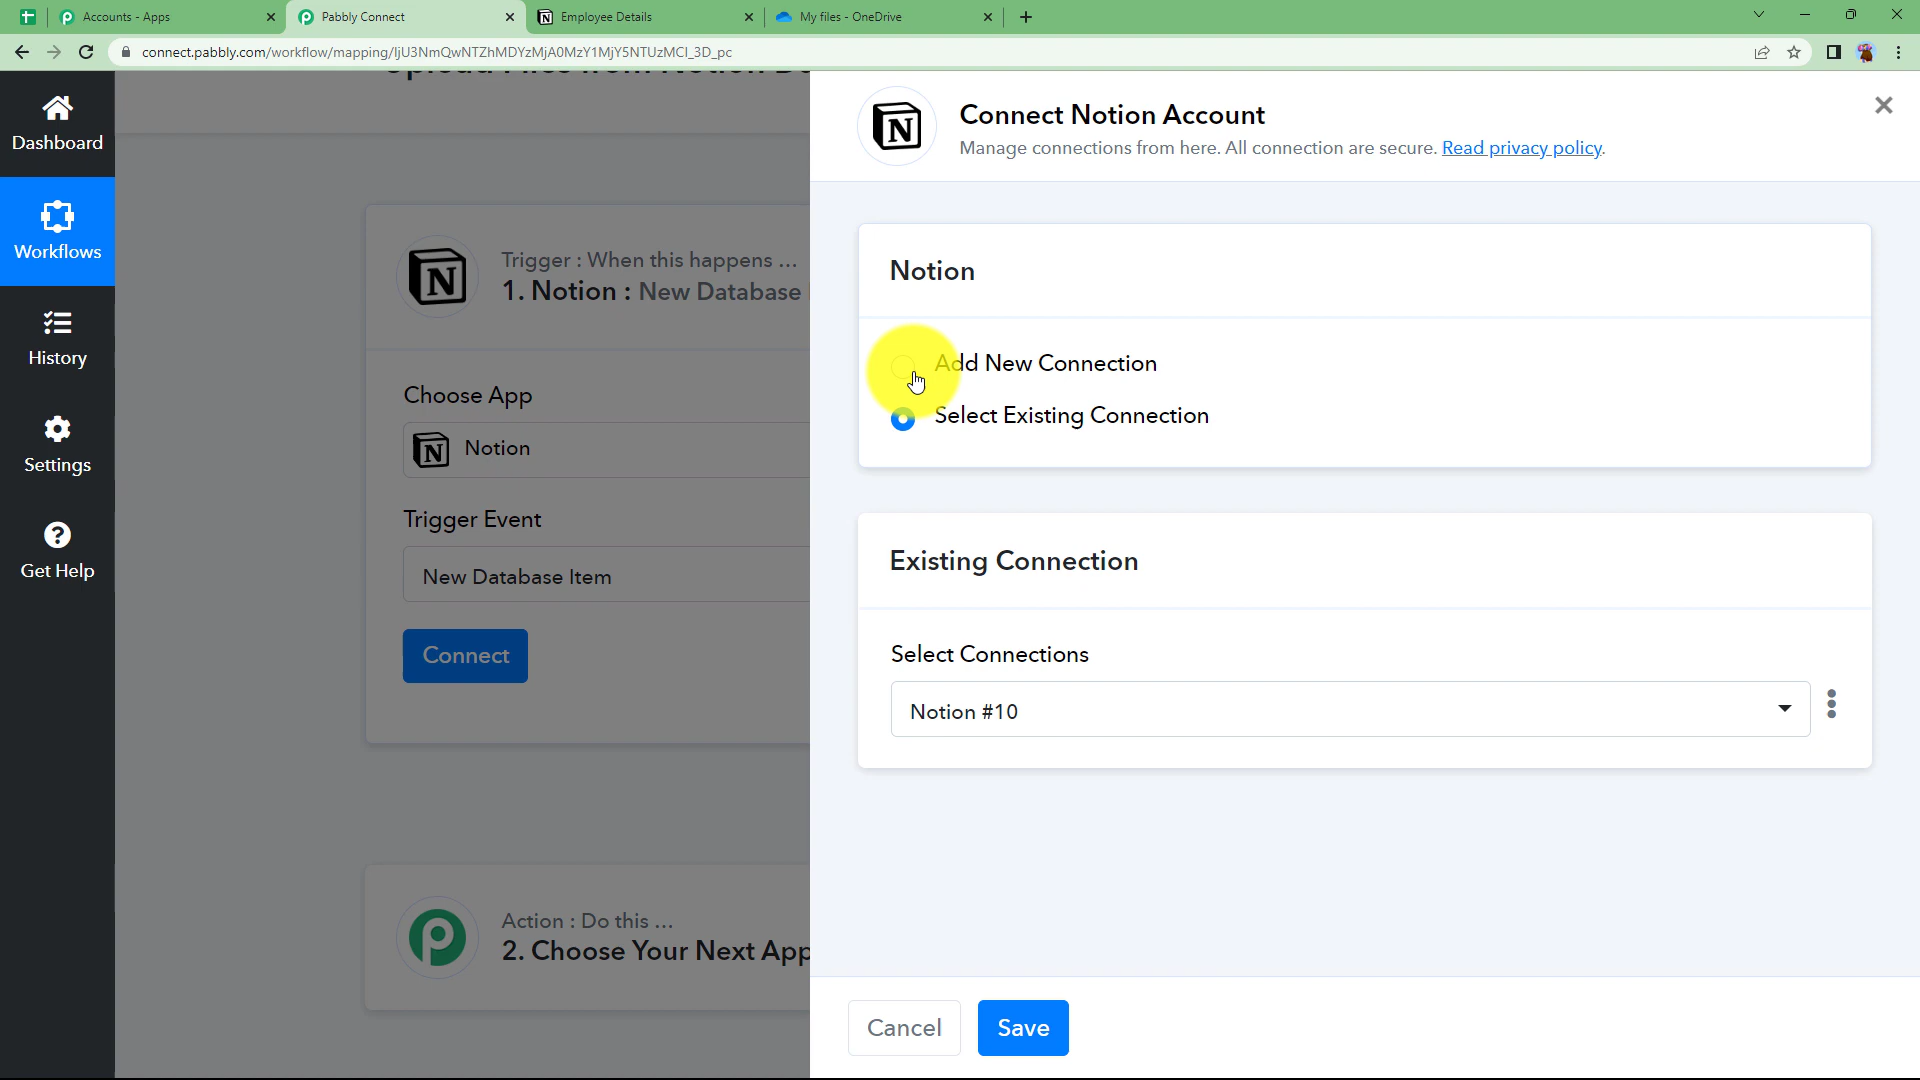 Accounts - Apps
Pabbly Connect
Employee Details
My files - OneDrive
connect.pabbly.com/workflow/mapping/IjU3NmQwNTZhMDYzMjA0MzY1MjY5NTUzMCI_3D_pc
Dashboard
Workflows
History
Settings
Get Help
Trigger : When this happens ...
1. Notion : New Database
Choose App
Notion
Trigger Event
New Database Item
Connect
Action : Do this ...
2. Choose Your Next App
Connect Notion Account
Manage connections from here. All connection are secure. Read privacy policy.
Notion
Add New Connection
Select Existing Connection
Existing Connection
Select Connections
Notion #10
Cancel
Save